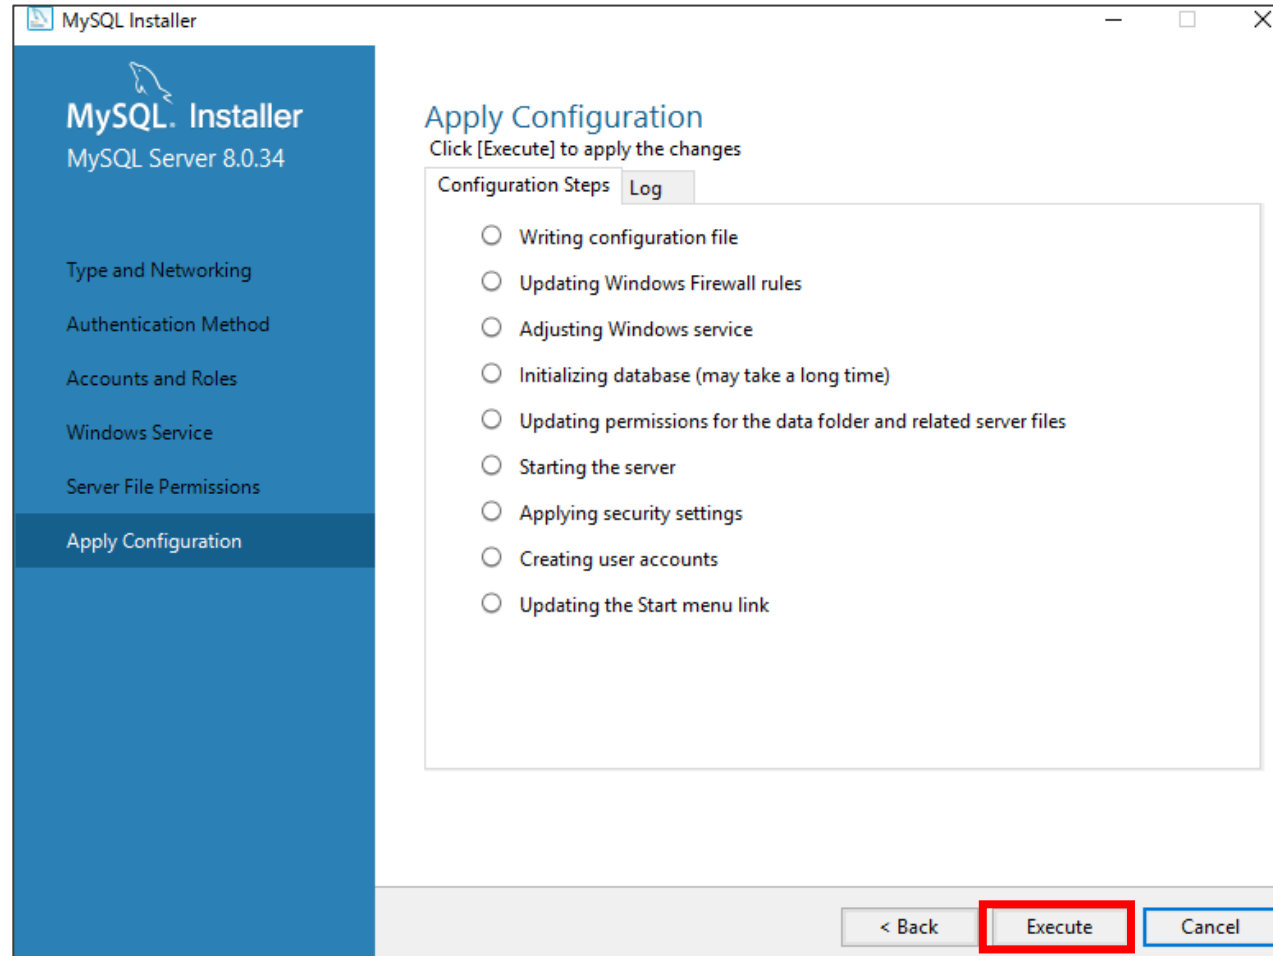 MySQL Installer
MySQL. Installer
MySQL Server 8.0.34
Type and Networking
Authentication Method
Accounts and Roles
Windows Service
Server File Permissions
Apply Configuration
Apply Configuration
Click [Execute] to apply the changes
Configuration Steps Log
Writing configuration file
Updating Windows Firewall rules
Adjusting Windows service
Initializing database (may take a long time)
Updating permissions for the data folder and related server files
Starting the server
Applying security settings
Creating user accounts
Updating the Start menu link
< Back Execute Cancel